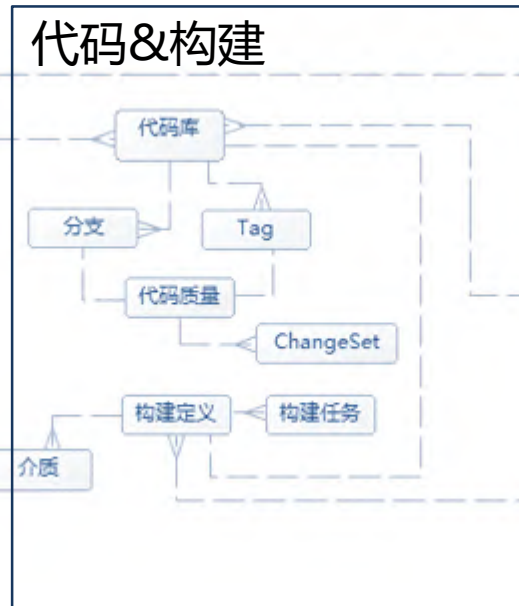 代码&构建
代码库
分支
Tag
代码质量
ChangeSet
构建定义
构建任务
介质